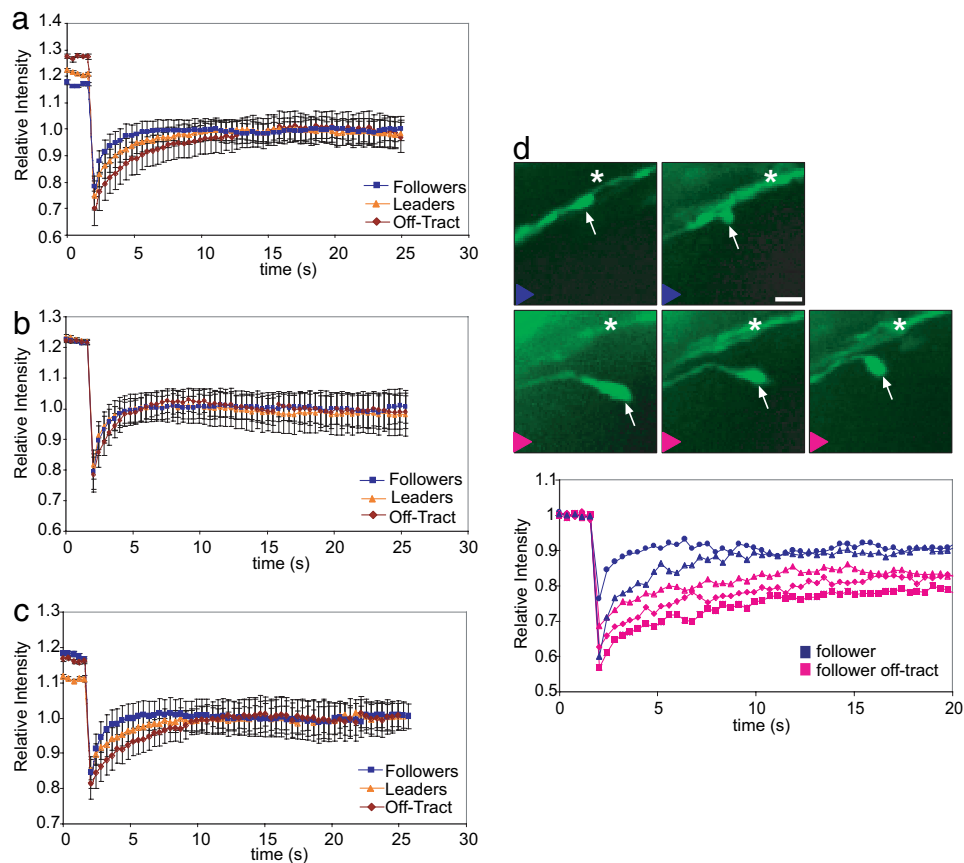 a
1.4
1.3
1.2
1.1
1.0
0.9
0.8
0.7
0.6
Relative Intensity
0 5 10 15 20 25 30
time (s)
Followers
Leaders
Off-Tract
b
1.3
1.2
1.1
1.0
0.9
0.8
0.7
0.6
Relative Intensity
0 5 10 15 20 25 30
time (s)
Followers
Leaders
Off-Tract
c
1.3
1.2
1.1
1.0
0.9
0.8
0.7
Relative Intensity
0 5 10 15 20 25 30
time (s)
Followers
Leaders
Off-Tract
d
*
*
*
*
*
1.1
1
0.9
0.8
0.7
0.6
0.5
Relative Intensity
5 10 15 20
time (s)
follower
follower off-tract